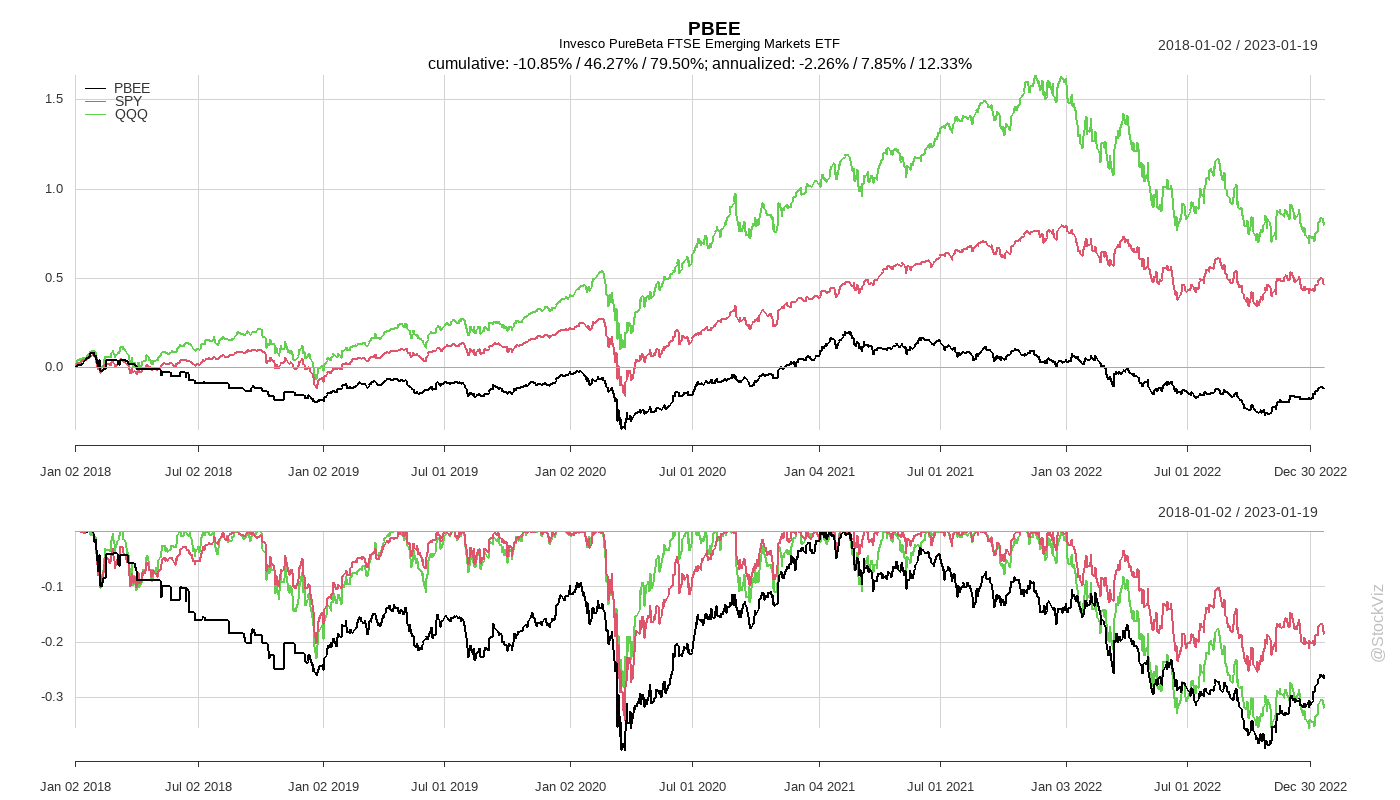 PBEE
Invesco PureBeta FTSE Emerging Markets ETF
2018-01-02 / 2023-01-19
cumulative: -10.85% / 46.27% / 79.50%; annualized: -2.26% / 7.85% / 12.33%
PBEE
SPY
QQQ
1.5
1.0
0.5
0.0
Jan 02 2018 Jul 02 2018 Jan 02 2019 Jul 01 2019 Jan 02 2020 Jul 01 2020 Jan 04 2021 Jul 01 2021 Jan 03 2022 Jul 01 2022 Dec 30 2022
2018-01-02 / 2023-01-19
-0.1
-0.2
-0.3
Jan 02 2018 Jul 02 2018 Jan 02 2019 Jul 01 2019 Jan 02 2020 Jul 01 2020 Jan 04 2021 Jul 01 2021 Jan 03 2022 Jul 01 2022 Dec 30 2022
@StockViz